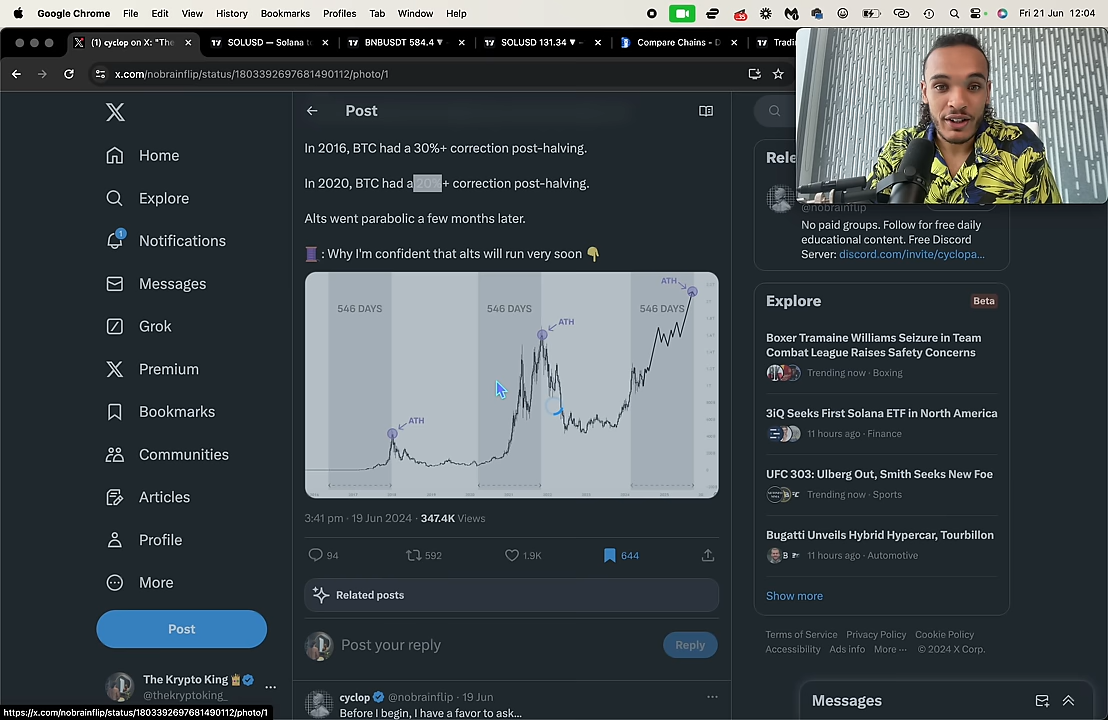 Google Chrome File Edit View History Bookmarks Profiles Tab Window Help Fri 21 Jun 12:04
(1) cyclop on X: "The
SOLUSD — Solana to
BNBUSDT 584.4 ▼
SOLUSD 131.34 ▼
Compare Chains - D
Tradi
x.com/nobrainflip/status/1803392697681490112/photo/1
Home
Explore
Notifications
1
Messages
Grok
Premium
Bookmarks
Communities
Articles
Profile
More
Post
The Krypto King
@thekryptoking_
https://x.com/nobrainflip/status/1803392697681490112/photo/1
Post
In 2016, BTC had a 30%+ correction post-halving.
In 2020, BTC had a 20%+ correction post-halving.
Alts went parabolic a few months later.
🧵 : Why I'm confident that alts will run very soon 👇
546 DAYS
546 DAYS
546 DAYS
ATH
ATH
ATH
3:41 pm · 19 Jun 2024 · 347.4K Views
94 592 1.9K 644
Related posts
Post your reply
Reply
cyclop @nobrainflip · 19 Jun
Before I begin, I have a favor to ask...
Rele
@nobrainflip
No paid groups. Follow for free daily
educational content. Free Discord
Server: discord.com/invite/cyclopa...
Explore
Beta
Boxer Tramaine Williams Seizure in Team
Combat League Raises Safety Concerns
Trending now · Boxing
3iQ Seeks First Solana ETF in North America
11 hours ago · Finance
UFC 303: Ulberg Out, Smith Seeks New Foe
Trending now · Sports
Bugatti Unveils Hybrid Hypercar, Tourbillon
11 hours ago · Automotive
Show more
Terms of Service Privacy Policy Cookie Policy
Accessibility Ads info More ··· © 2024 X Corp.
Messages